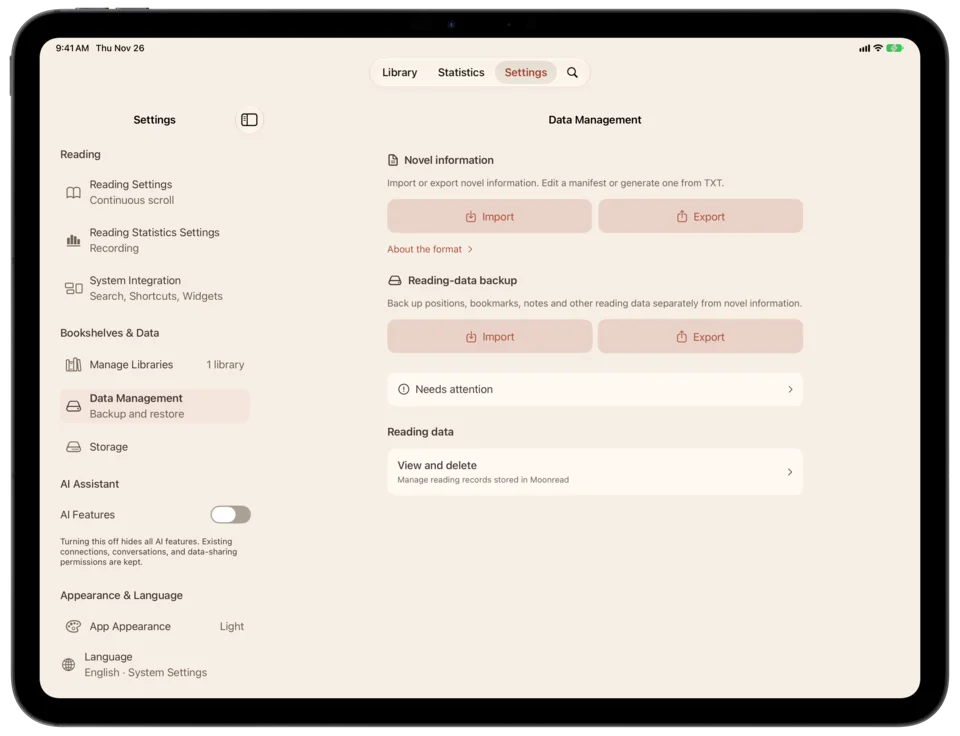 9:41 AM Thu Nov 26
Library Statistics Settings
Settings
Reading
Reading Settings
Continuous scroll
Reading Statistics Settings
Recording
System Integration
Search, Shortcuts, Widgets
Bookshelves & Data
Manage Libraries 1 library
Data Management
Backup and restore
Storage
AI Assistant
AI Features
Turning this off hides all AI features. Existing
connections, conversations, and data-sharing
permissions are kept.
Appearance & Language
App Appearance Light
Language
English · System Settings
Data Management
Novel information
Import or export novel information. Edit a manifest or generate one from TXT.
Import Export
About the format
Reading-data backup
Back up positions, bookmarks, notes and other reading data separately from novel information.
Import Export
Needs attention
Reading data
View and delete
Manage reading records stored in Moonread